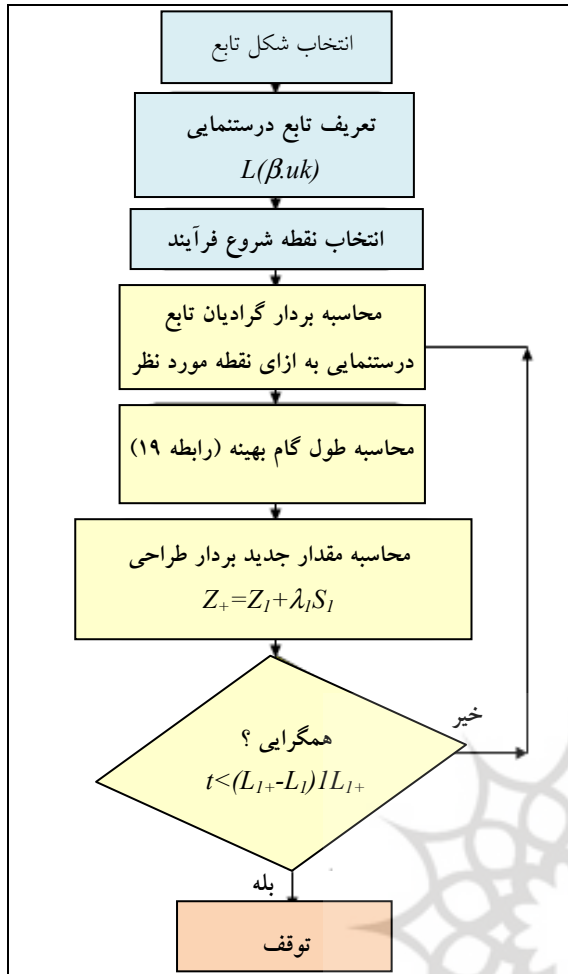 انتخاب شکل تابع
تعریف تابع درستنمایی
L(β.uk)
انتخاب نقطه شروع فرآیند
محاسبه بردار گرادیان تابع
درستنمایی به ازای نقطه مورد نظر
محاسبه طول گام بهینه (رابطه ۱۹)
محاسبه مقدار جدید بردار طراحی
Z₊=Z₁+λ₁S₁
همگرایی ؟
t<(L₁₊-L₁)1L₁₊
خیر
بله
توقف